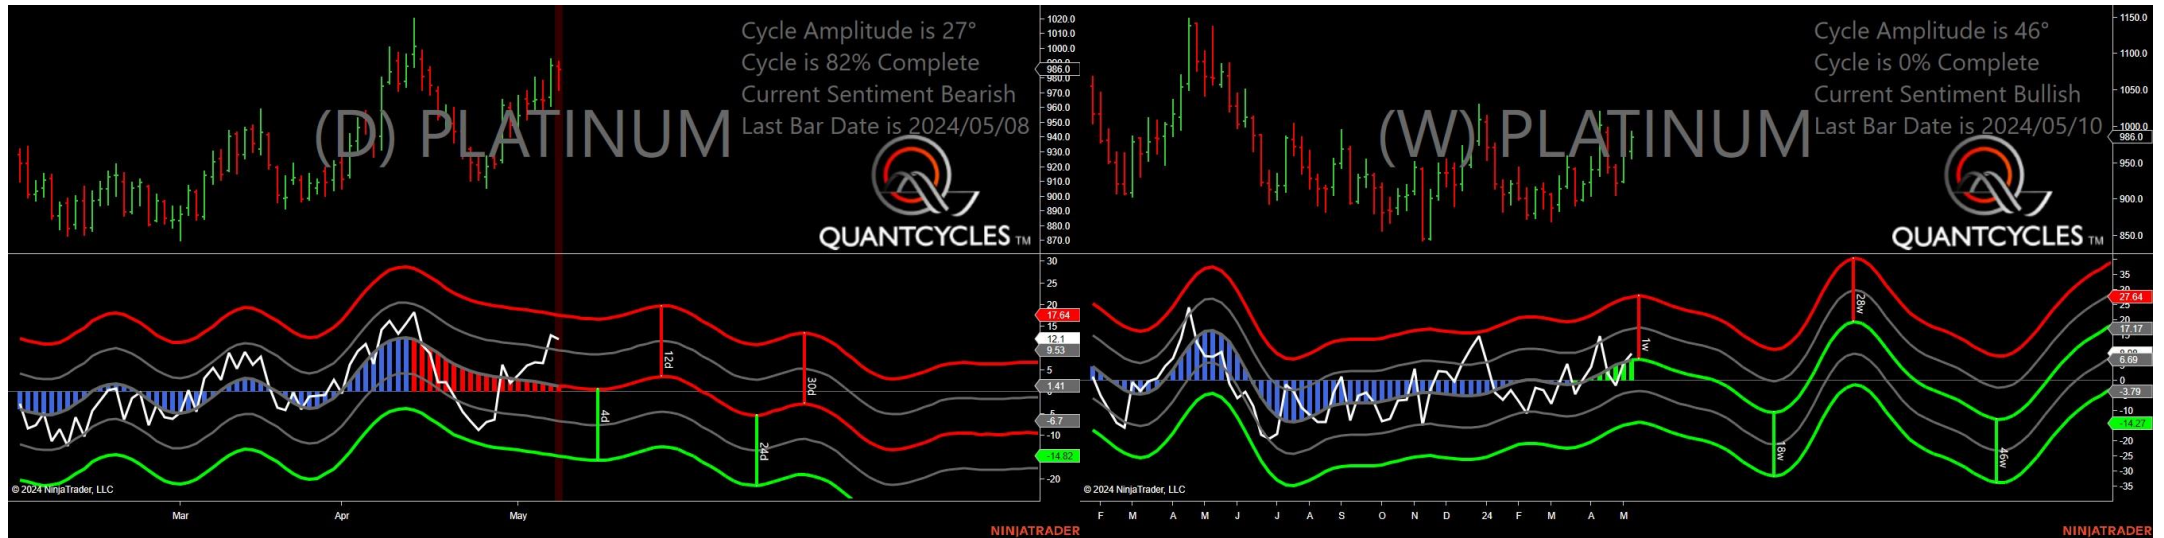 Cycle Amplitude is 27°
Cycle is 82% Complete
Current Sentiment Bearish
Last Bar Date is 2024/05/08
(D) PLATINUM
QUANTCYCLES TM
1020.0
1010.0
1000.0
986.0
980.0
970.0
960.0
950.0
940.0
930.0
920.0
910.0
900.0
890.0
880.0
870.0
30
25
20
17.64
15
12.1
9.53
5
1.41
-5
-6.7
-10
-14.82
-20
4d
12d
24d
30d
© 2024 NinjaTrader, LLC
Mar Apr May
NINJATRADER
Cycle Amplitude is 46°
Cycle is 0% Complete
Current Sentiment Bullish
Last Bar Date is 2024/05/10
(W) PLATINUM
QUANTCYCLES TM
1150.0
1100.0
1050.0
1000.0
986.0
950.0
900.0
850.0
35
27.64
20
17.17
6.69
0
-3.79
-10
-14.27
-20
-25
-30
-35
1w
18w
28w
46w
© 2024 NinjaTrader, LLC
F M A M J J A S O N D 24 F M A M
NINJATRADER